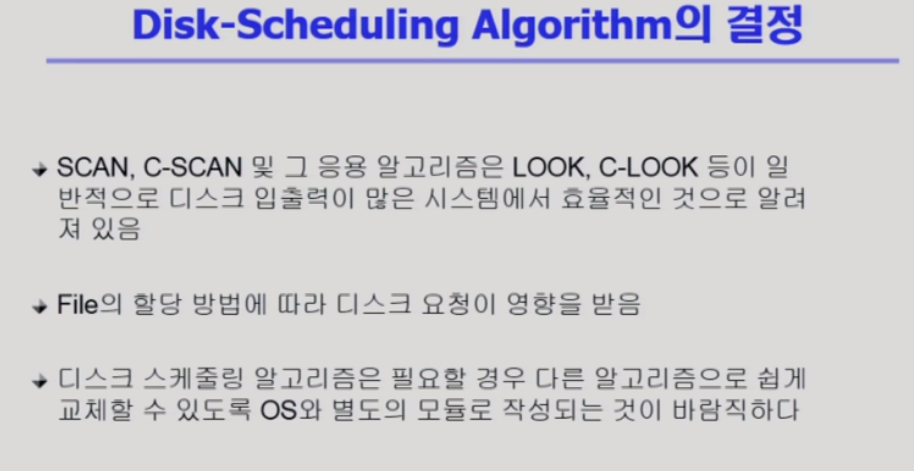 Disk-Scheduling Algorithm의 결정
SCAN, C-SCAN 및 그 응용 알고리즘은 LOOK, C-LOOK 등이 일
반적으로 디스크 입출력이 많은 시스템에서 효율적인 것으로 알려
져 있음
File의 할당 방법에 따라 디스크 요청이 영향을 받음
디스크 스케줄링 알고리즘은 필요할 경우 다른 알고리즘으로 쉽게
교체할 수 있도록 OS와 별도의 모듈로 작성되는 것이 바람직하다